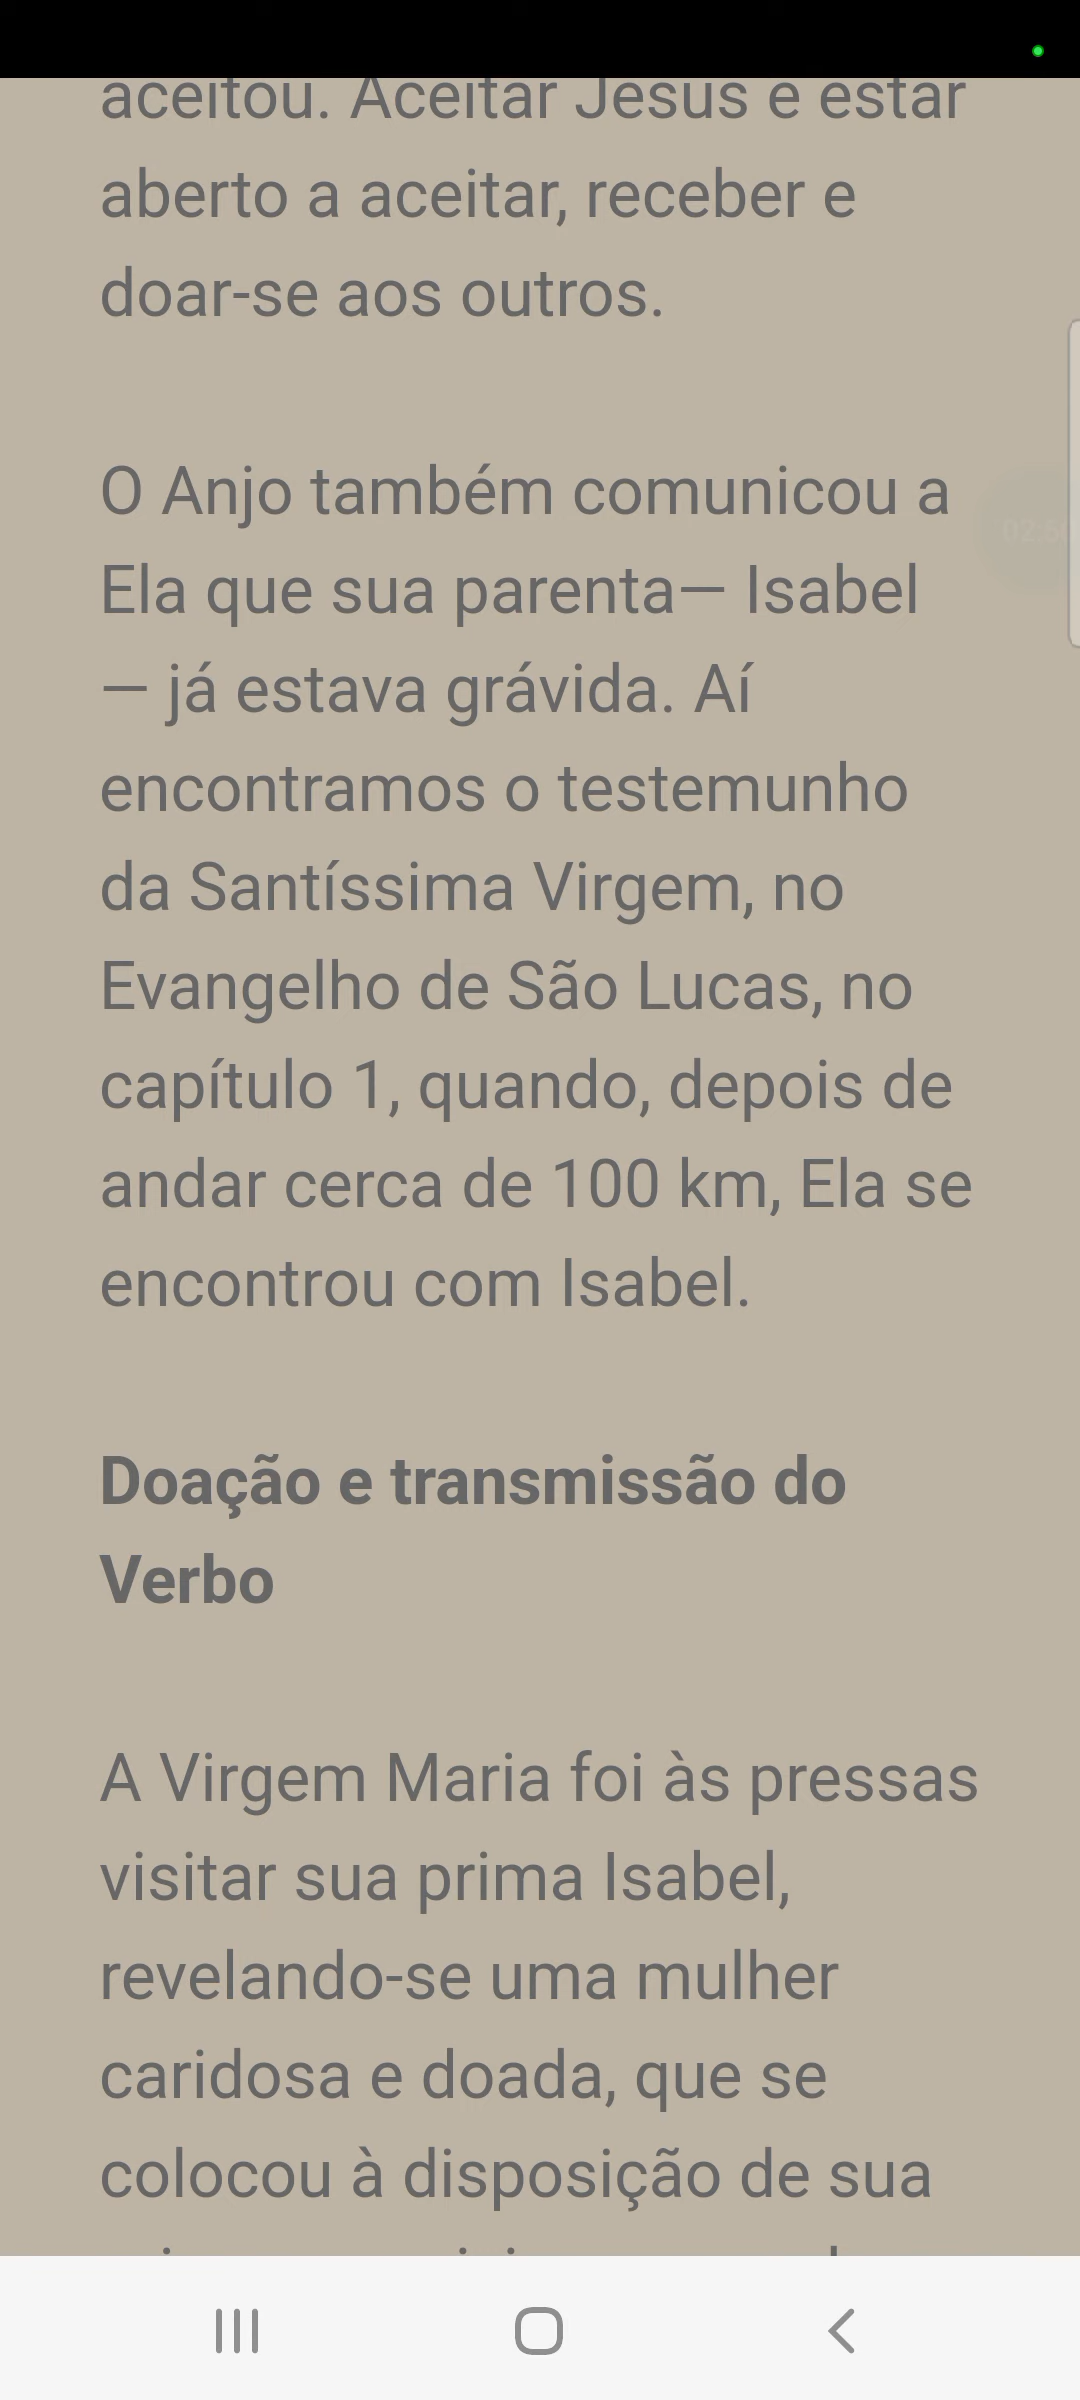 aceitou. Aceitar Jesus é estar
aberto a aceitar, receber e
doar-se aos outros.
O Anjo também comunicou a
Ela que sua parenta— Isabel
— já estava grávida. Aí
encontramos o testemunho
da Santíssima Virgem, no
Evangelho de São Lucas, no
capítulo 1, quando, depois de
andar cerca de 100 km, Ela se
encontrou com Isabel.
Doação e transmissão do
Verbo
A Virgem Maria foi às pressas
visitar sua prima Isabel,
revelando-se uma mulher
caridosa e doada, que se
colocou à disposição de sua